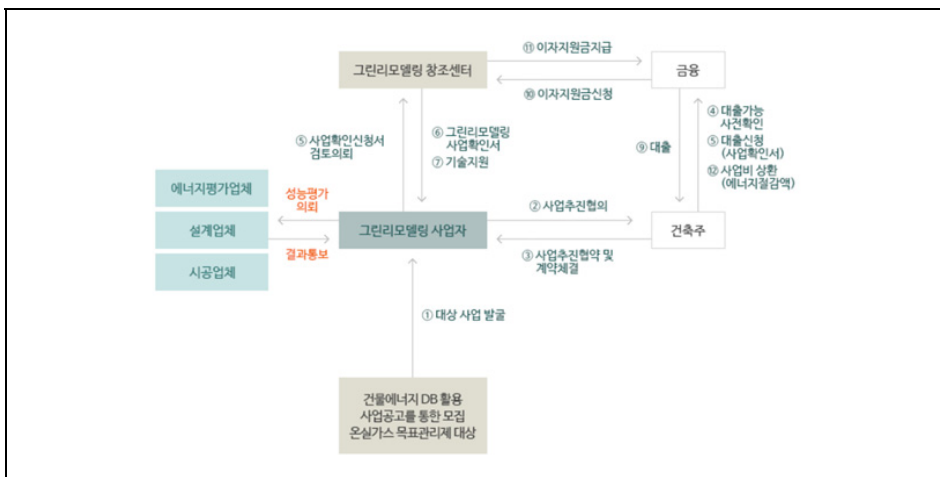 ⑪ 이자지원금지급
그린리모델링 창조센터
금융
⑩ 이자지원금신청
④ 대출가능
사전확인
⑤ 사업확인신청서
검토의뢰
⑥ 그린리모델링
사업확인서
⑦ 기술지원
⑨ 대출
⑤ 대출신청
(사업확인서)
⑫ 사업비 상환
(에너지절감액)
에너지평가업체
성능평가
의뢰
② 사업추진협의
설계업체
그린리모델링 사업자
건축주
시공업체
결과통보
③ 사업추진협약 및
계약체결
① 대상 사업 발굴
건물에너지 DB 활용
사업공고를 통한 모집
온실가스 목표관리제 대상